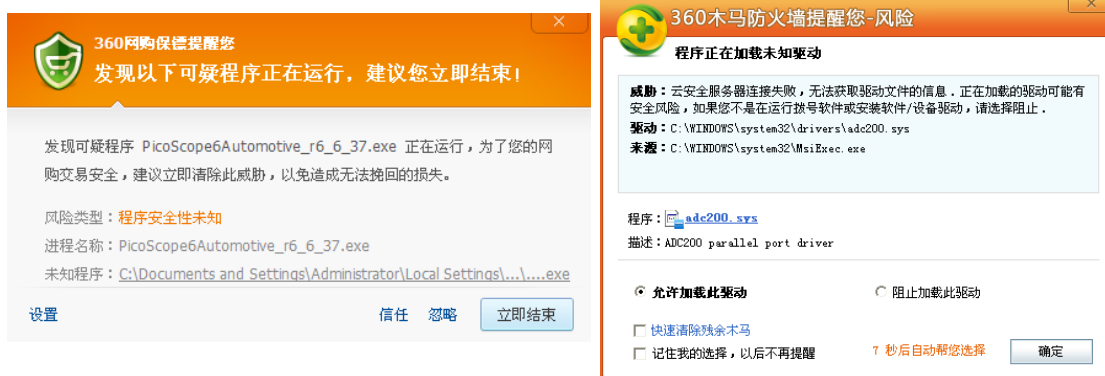 360网购保镖提醒您
发现以下可疑程序正在运行，建议您立即结束！
发现可疑程序 PicoScope6Automotive_r6_6_37.exe 正在运行，为了您的网
购交易安全，建议立即清除此威胁，以免造成无法挽回的损失。
风险类型：程序安全性未知
进程名称：PicoScope6Automotive_r6_6_37.exe
未知程序：C:\Documents and Settings\Administrator\Local Settings\...\....exe
设置
信任
忽略
立即结束
360木马防火墙提醒您-风险
程序正在加载未知驱动
威胁：云安全服务器连接失败，无法获取驱动文件的信息．正在加载的驱动可能有
安全风险，如果您不是在运行拨号软件或安装软件/设备驱动，请选择阻止．
驱动：C:\WINDOWS\system32\drivers\adc200.sys
来源：C:\WINDOWS\system32\MsiExec.exe
程序：adc200.sys
描述：ADC200 parallel port driver
允许加载此驱动
阻止加载此驱动
快速清除残余木马
记住我的选择，以后不再提醒
7 秒后自动帮您选择
确定